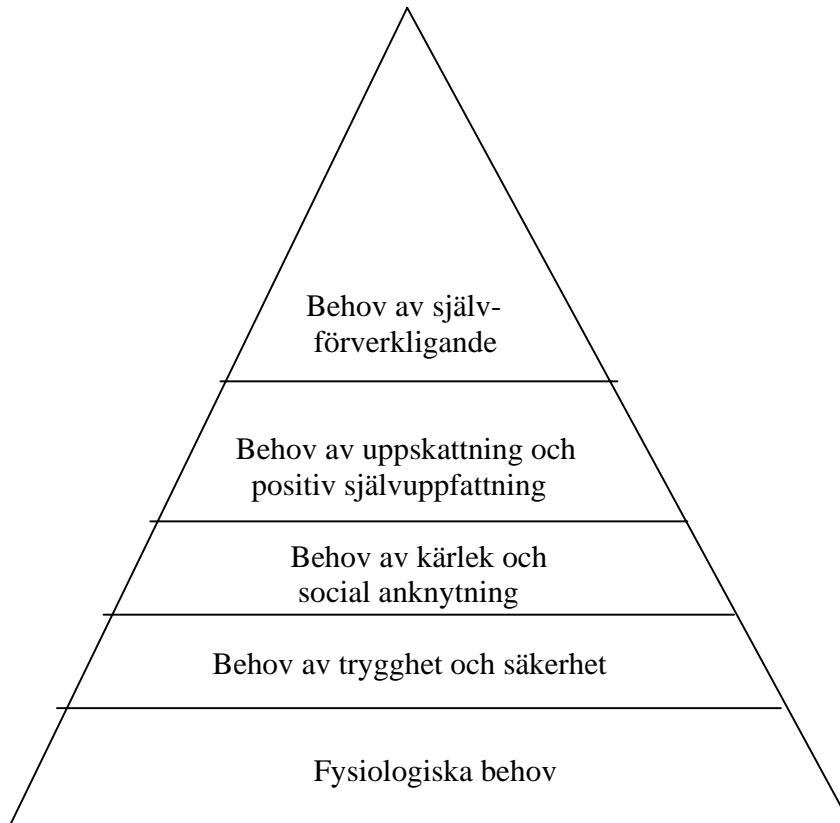 Behov av själv-
förverkligande
Behov av uppskattning och
positiv självuppfattning
Behov av kärlek och
social anknytning
Behov av trygghet och säkerhet
Fysiologiska behov